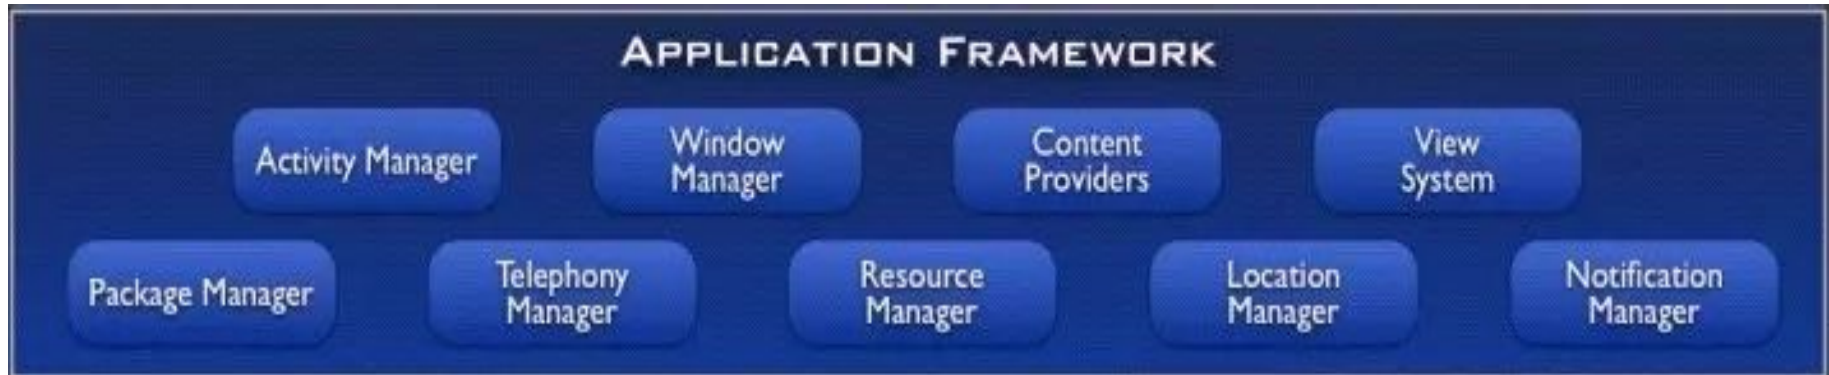 APPLICATION FRAMEWORK
Activity Manager
Window
Manager
Content
Providers
View
System
Package Manager
Telephony
Manager
Resource
Manager
Location
Manager
Notification
Manager